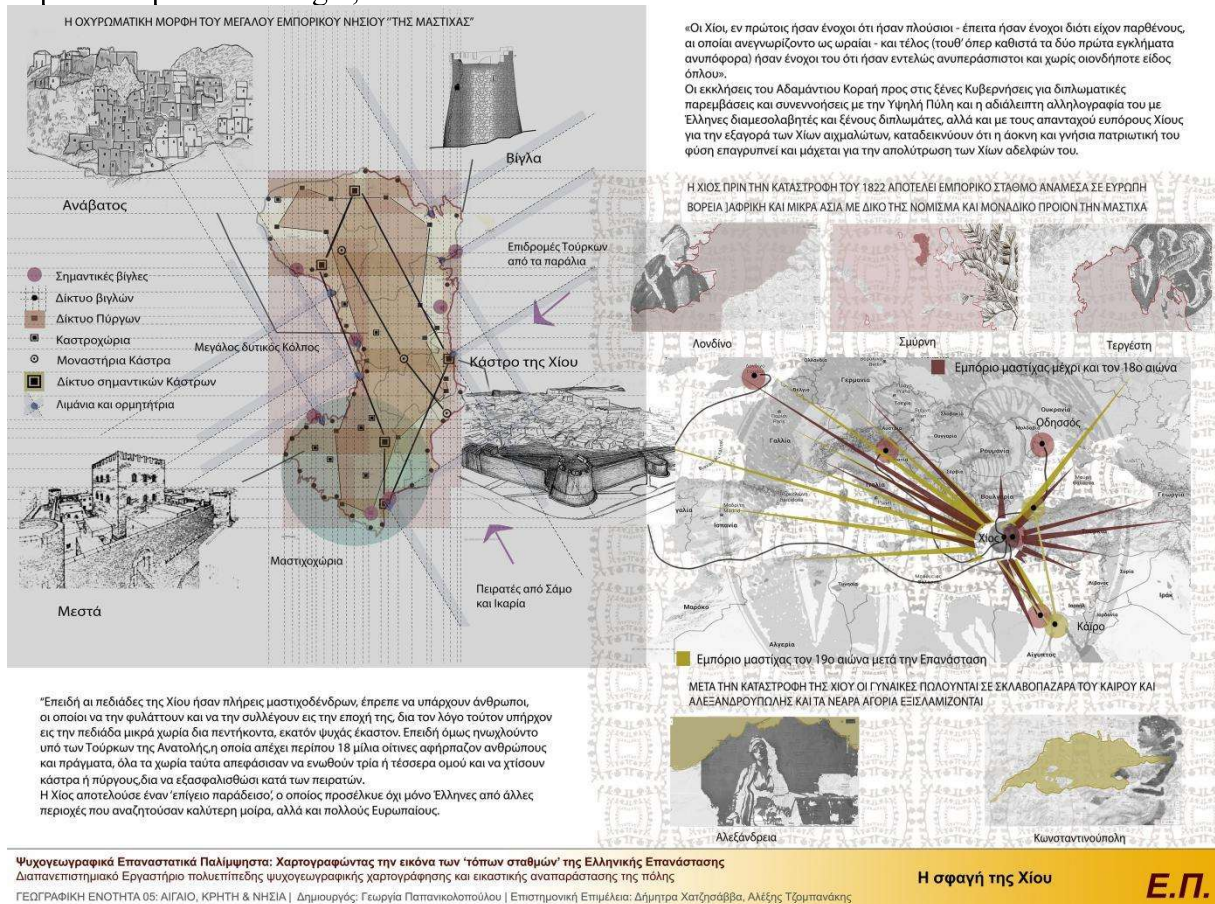 Η ΟΧΥΡΩΜΑΤΙΚΗ ΜΟΡΦΗ ΤΟΥ ΜΕΓΑΛΟΥ ΕΜΠΟΡΙΚΟΥ ΝΗΣΙΟΥ "ΤΗΣ ΜΑΣΤΙΧΑΣ"
Ανάβατος
Βίγλα
Επιδρομές Τούρκων
από τα παράλια
Σημαντικές βίγλες
Δίκτυο βιγλών
Δίκτυο Πύργων
Καστροχώρια
Μοναστήρια Κάστρα
Δίκτυο σημαντικών Κάστρων
Λιμάνια και ορμητήτρια
Μεγάλος δυτικός Κόλπος
Κάστρο της Χίου
Μεστά
Μαστιχοχώρια
Πειρατές από Σάμο
και Ικαρία
"Επειδή αι πεδιάδες της Χίου ήσαν πλήρεις μαστιχοδένδρων, έπρεπε να υπάρχουν άνθρωποι,
οι οποίοι να την φυλάττουν και να την συλλέγουν εις την εποχή της, δια τον λόγο τούτον υπήρχον
εις την πεδιάδα μικρά χωρία δια πεντήκοντα, εκατόν ψυχάς έκαστον. Επειδή όμως ηνωχλούντο
υπό των Τούρκων της Ανατολής,η οποία απέχει περίπου 18 μίλια οίτινες αφήρπαζον ανθρώπους
και πράγματα, όλα τα χωρία ταύτα απεφάσισαν να ενωθούν τρία ή τέσσερα ομού και να χτίσουν
κάστρα ή πύργους,δια να εξασφαλισθώσι κατά των πειρατών.
Η Χίος αποτελούσε έναν 'επίγειο παράδεισο', ο οποίος προσέλκυε όχι μόνο Έλληνες από άλλες
περιοχές που αναζητούσαν καλύτερη μοίρα, αλλά και πολλούς Ευρωπαίους.
«Οι Χίοι, εν πρώτοις ήσαν ένοχοι ότι ήσαν πλούσιοι - έπειτα ήσαν ένοχοι διότι είχον παρθένους,
αι οποίαι ανεγνωρίζοντο ως ωραίαι - και τέλος (τουθ' όπερ καθιστά τα δύο πρώτα εγκλήματα
ανυπόφορα) ήσαν ένοχοι του ότι ήσαν εντελώς ανυπεράσπιστοι και χωρίς οιονδήποτε είδος
όπλου».
Οι εκκλήσεις του Αδαμάντιου Κοραή προς στις ξένες Κυβερνήσεις για διπλωματικές
παρεμβάσεις και συνεννοήσεις με την Υψηλή Πύλη και η αδιάλειπτη αλληλογραφία του με
Έλληνες διαμεσολαβητές και ξένους διπλωμάτες, αλλά και με τους απανταχού ευπόρους Χίους
για την εξαγορά των Χίων αιχμαλώτων, καταδεικνύουν ότι η άοκνη και γνήσια πατριωτική του
φύση επαγρυπνεί και μάχεται για την απολύτρωση των Χίων αδελφών του.
Η ΧΙΟΣ ΠΡΙΝ ΤΗΝ ΚΑΤΑΣΤΡΟΦΗ ΤΟΥ 1822 ΑΠΟΤΕΛΕΙ ΕΜΠΟΡΙΚΟ ΣΤΑΘΜΟ ΑΝΑΜΕΣΑ ΣΕ ΕΥΡΩΠΗ
ΒΟΡΕΙΑ ]ΑΦΡΙΚΗ ΚΑΙ ΜΙΚΡΑ ΑΣΙΑ ΜΕ ΔΙΚΟ ΤΗΣ ΝΟΜΙΣΜΑ ΚΑΙ ΜΟΝΑΔΙΚΟ ΠΡΟΙΟΝ ΤΗΝ ΜΑΣΤΙΧΑ
Λονδίνο
Σμύρνη
Τεργέστη
Εμπόριο μαστίχας μέχρι και τον 18ο αιώνα
Γερμανία
Ουκρανία
Οδησσός
Γαλλία
Ρουμανία
Ιταλία
Βουλγαρία
Γεωργία
Ισπανία
Χίος
Μαρόκο
Αλγερία
Τυνησία
Συρία
Ιράκ
Κάϊρο
Αίγυπτος
Εμπόριο μαστίχας τον 19ο αιώνα μετά την Επανάσταση
ΜΕΤΑ ΤΗΝ ΚΑΤΑΣΤΡΟΦΗ ΤΗΣ ΧΙΟΥ ΟΙ ΓΥΝΑΙΚΕΣ ΠΩΛΟΥΝΤΑΙ ΣΕ ΣΚΛΑΒΟΠΑΖΑΡΑ ΤΟΥ ΚΑΙΡΟΥ ΚΑΙ
ΑΛΕΞΑΝΔΡΟΥΠΩΛΗΣ ΚΑΙ ΤΑ ΝΕΑΡΑ ΑΓΟΡΙΑ ΕΞΙΣΛΑΜΙΖΟΝΤΑΙ
Αλεξάνδρεια
Κωνσταντινούπολη
Ψυχογεωγραφικά Επαναστατικά Παλίμψηστα: Χαρτογραφώντας την εικόνα των 'τόπων σταθμών' της Ελληνικής Επανάστασης
Διαπανεπιστημιακό Εργαστήριο πολυεπίπεδης ψυχογεωγραφικής χαρτογράφησης και εικαστικής αναπαράστασης της πόλης
ΓΕΩΓΡΑΦΙΚΗ ΕΝΟΤΗΤΑ 05: ΑΙΓΑΙΟ, ΚΡΗΤΗ & ΝΗΣΙΑ | Δημιουργός: Γεωργία Παπανικολοπούλου | Επιστημονική Επιμέλεια: Δήμητρα Χατζησάββα, Αλέξης Τζομπανάκης
Η σφαγή της Χίου
Ε.Π.